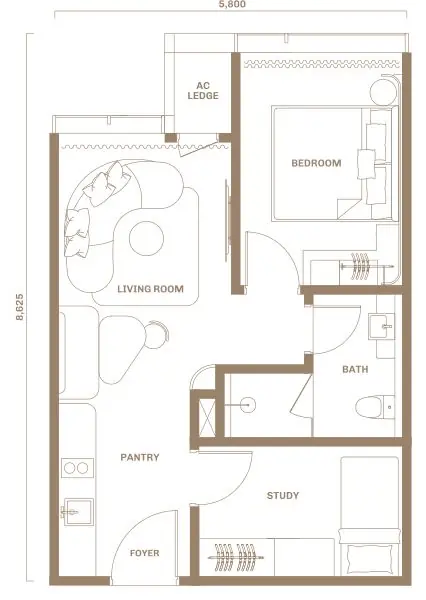 5,800
AC
LEDGE
BEDROOM
8,625
LIVING ROOM
BATH
PANTRY
STUDY
FOYER